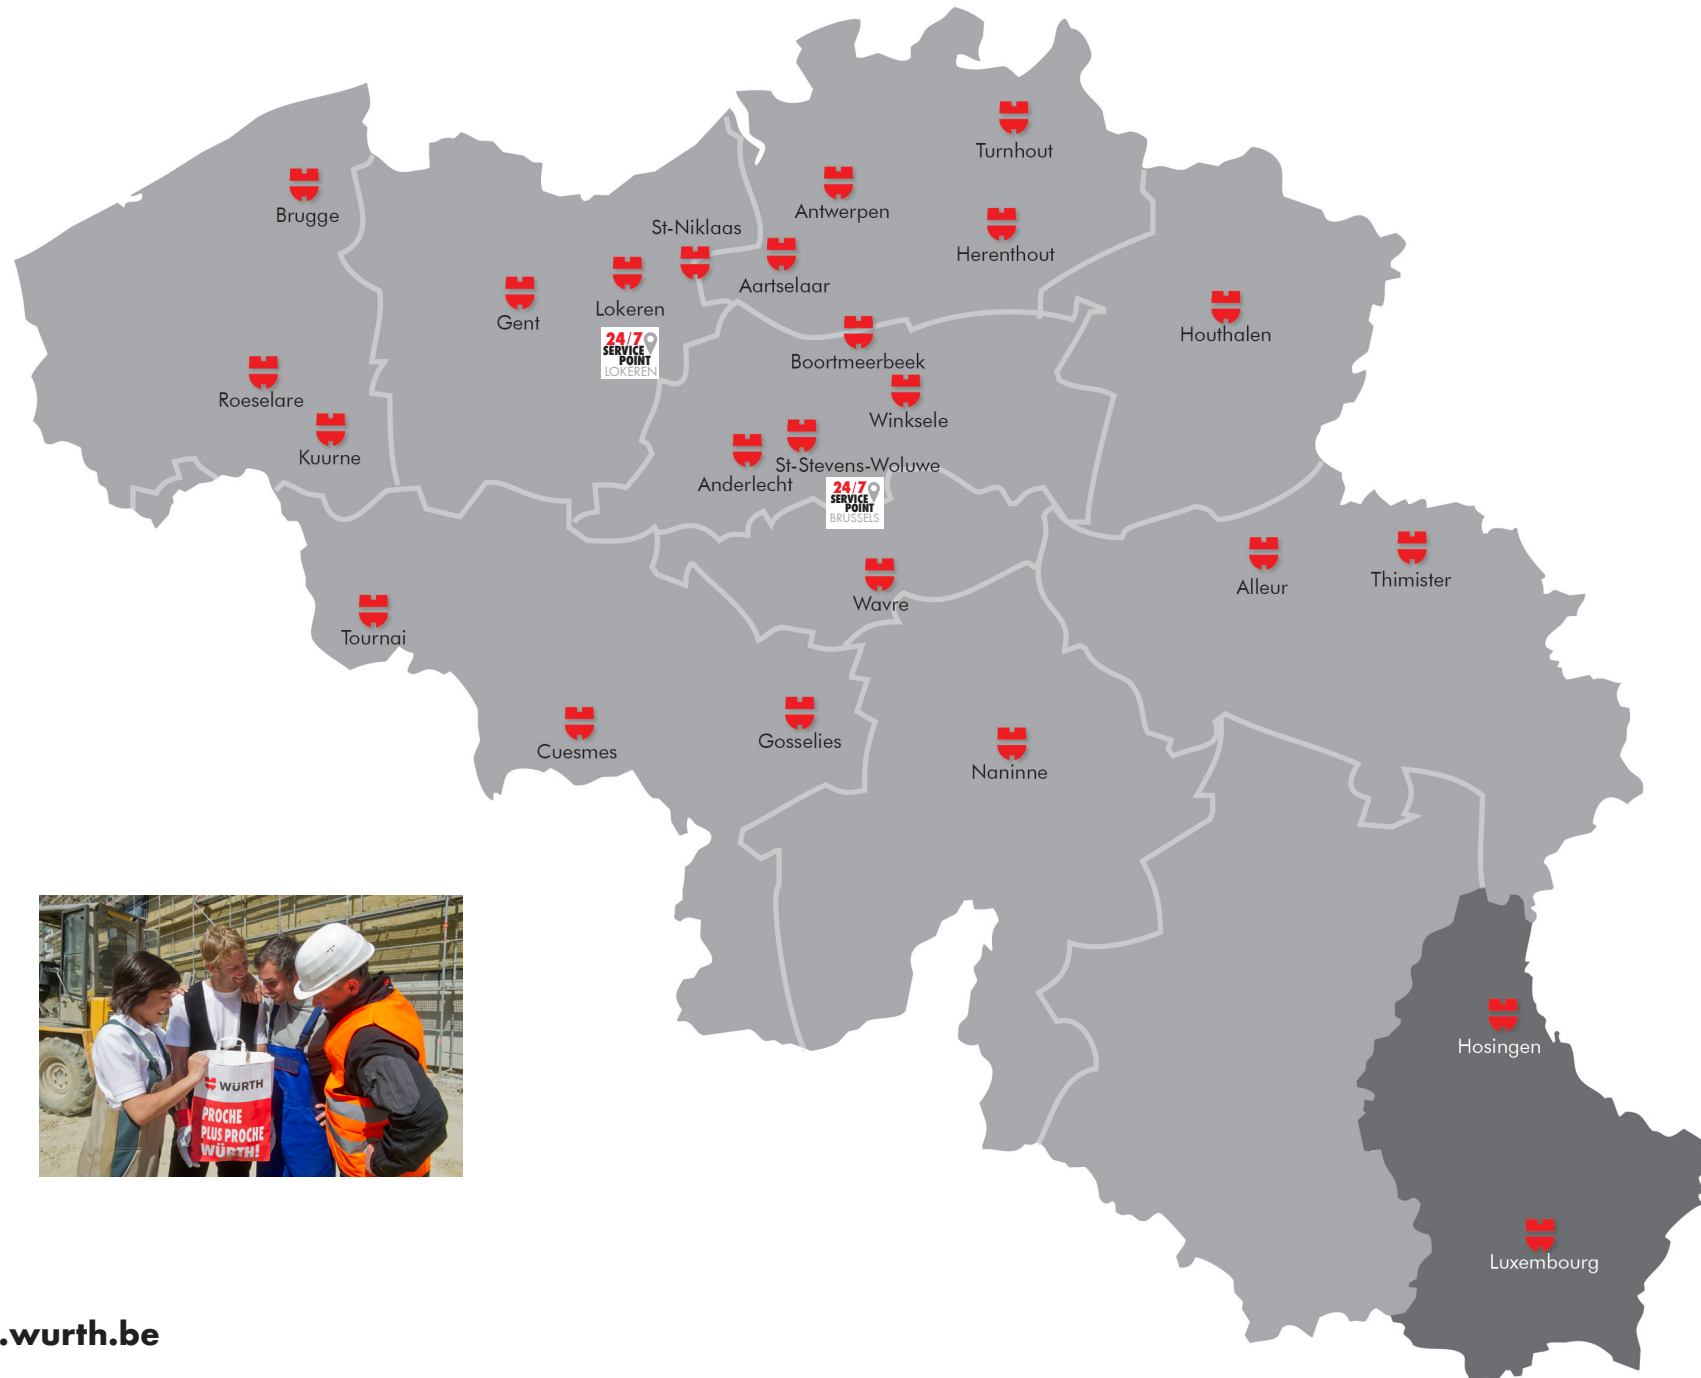 Turnhout
Antwerpen
Brugge
St-Niklaas
Herenthout
Aartselaar
Lokeren
Gent
24/7
SERVICE
POINT
LOKEREN
Houthalen
Boortmeerbeek
Roeselare
Winksele
Kuurne
St-Stevens-Woluwe
Anderlecht
24/7
SERVICE
POINT
BRUSSELS
Alleur
Thimister
Wavre
Tournai
Cuesmes
Gosselies
Naninne
Hosingen
WÜRTH
PROCHE
PLUS PROCHE
WÜRTH!
Luxembourg
.wurth.be